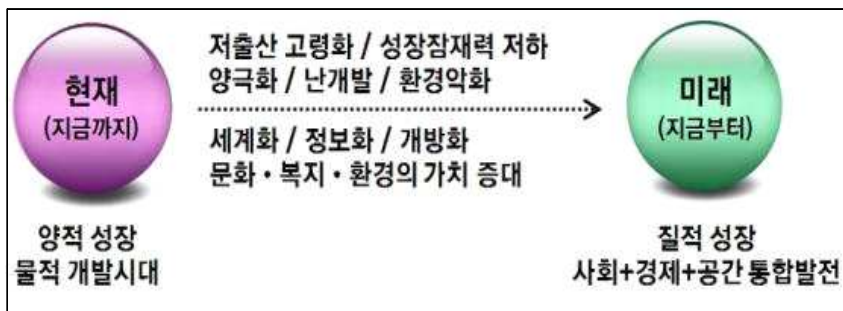 현재
(지금까지)
저출산 고령화 / 성장잠재력 저하
양극화 / 난개발 / 환경악화
세계화 / 정보화 / 개방화
문화·복지·환경의 가치 증대
미래
(지금부터)
양적 성장
물적 개발시대
질적 성장
사회+경제+공간 통합발전